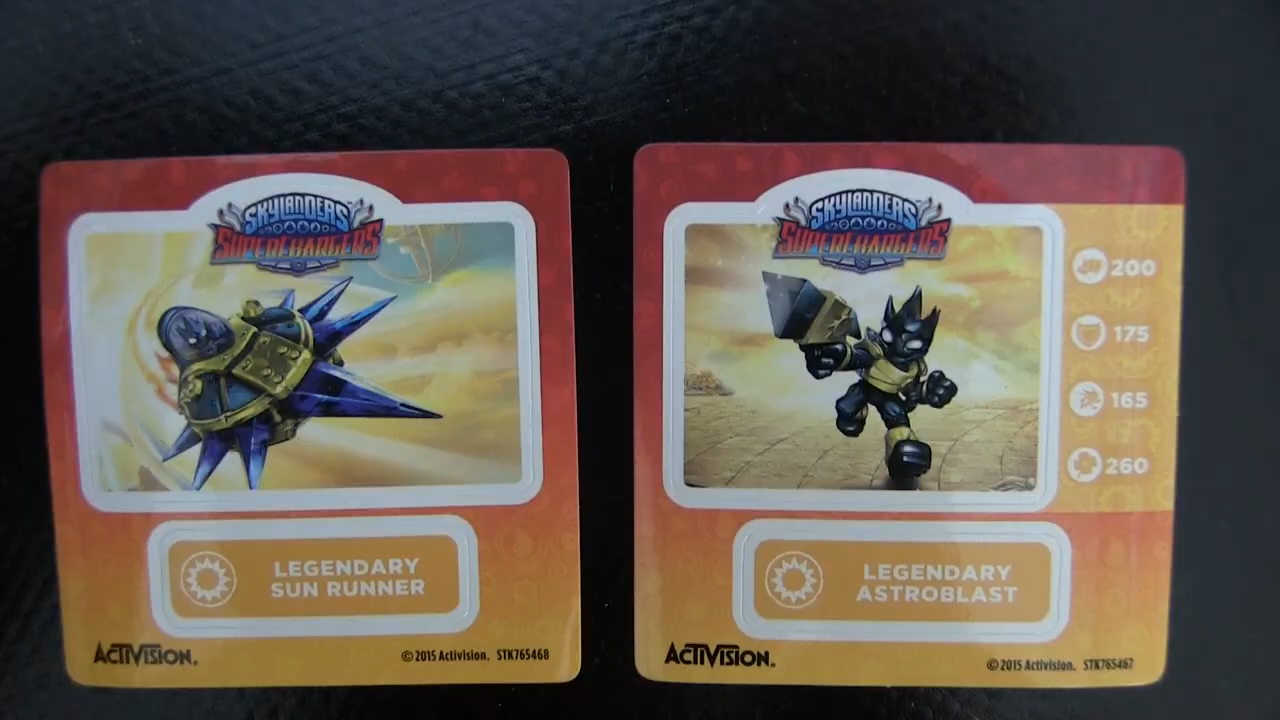 SKYLANDERS
SUPERCHARGERS
LEGENDARY
SUN RUNNER
ACTIVISION.
©2015 Activision. STK765468
SKYLANDERS
SUPERCHARGERS
200
175
165
260
LEGENDARY
ASTROBLAST
ACTIVISION.
©2015 Activision. STK765467